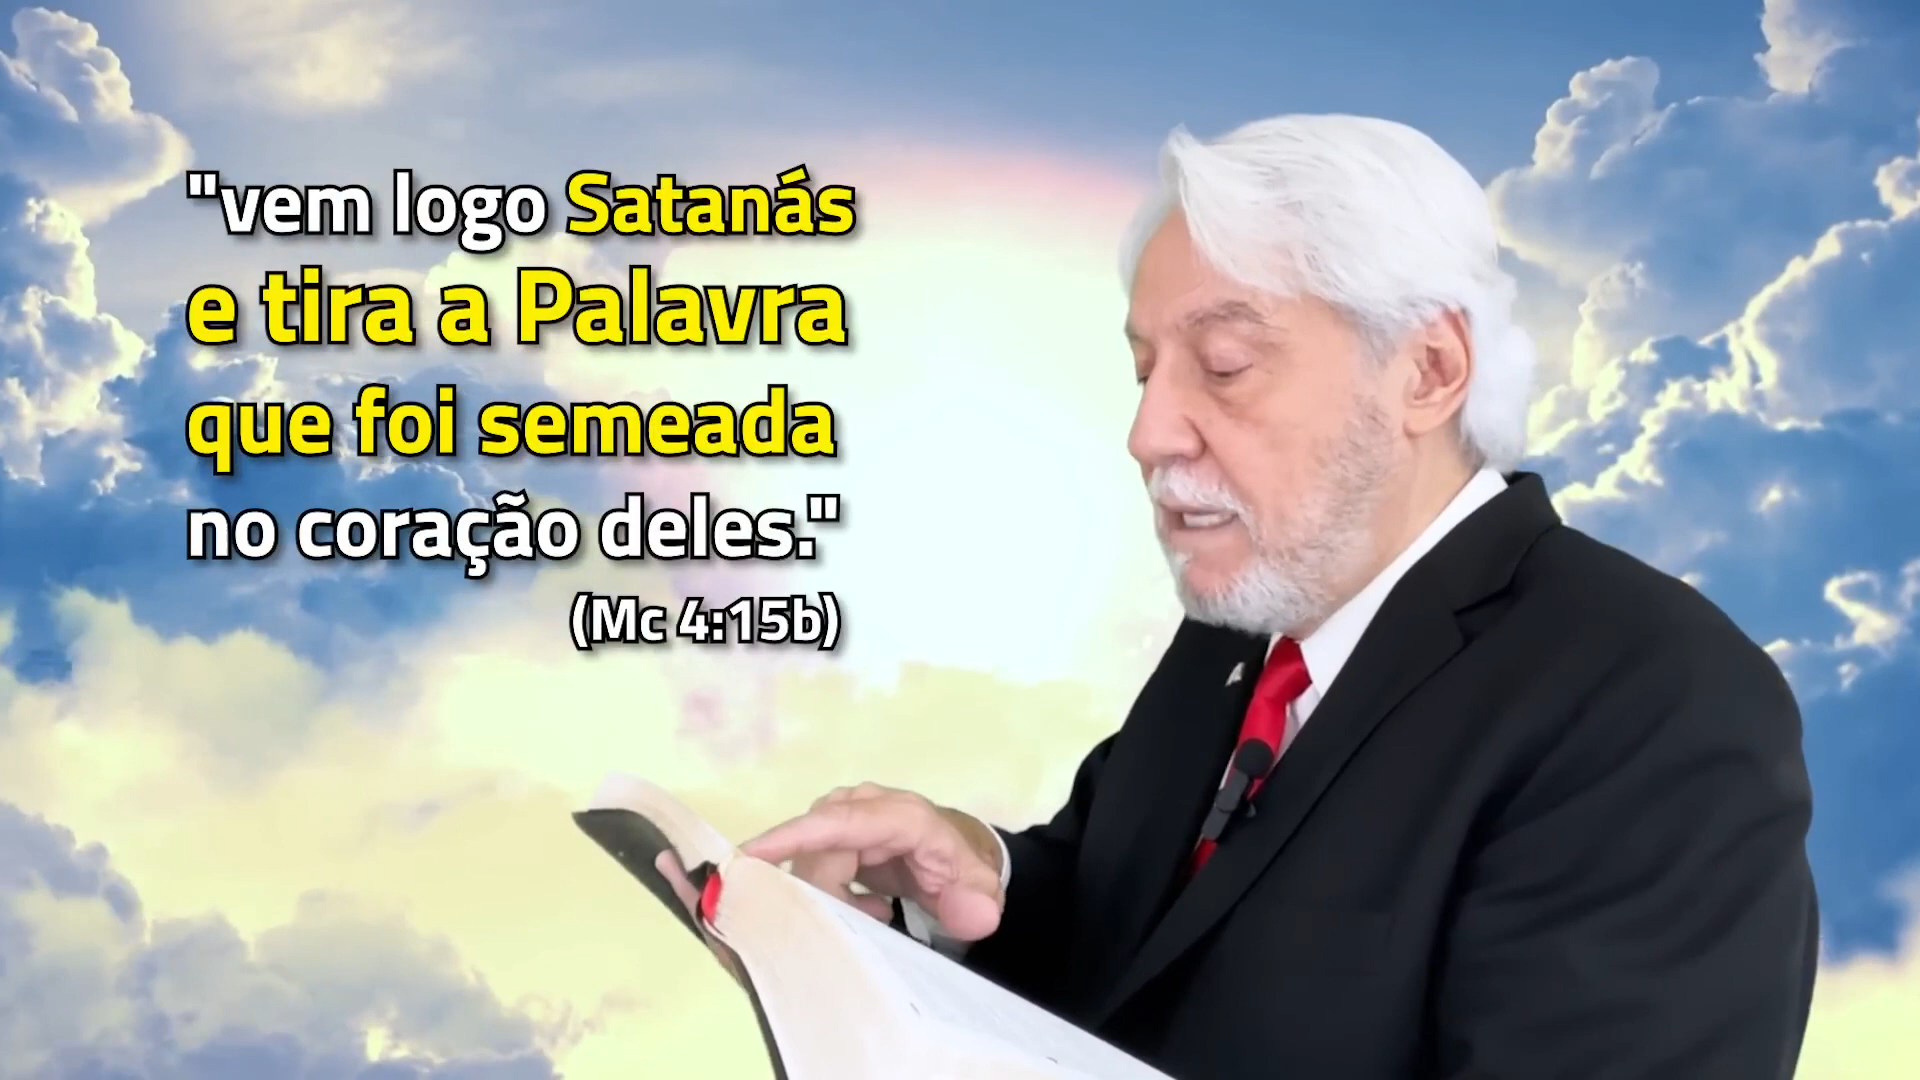 "vem logo Satanás
e tira a Palavra
que foi semeada
no coração deles."
(Mc 4:15b)